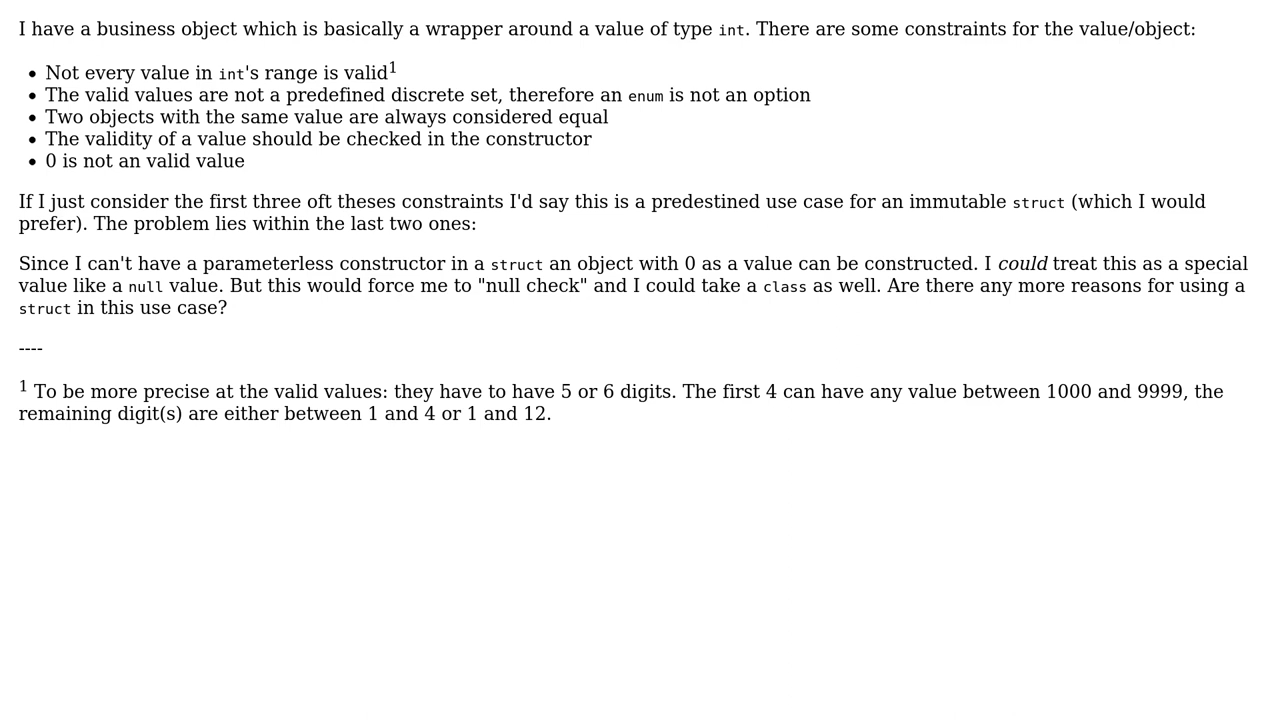 I have a business object which is basically a wrapper around a value of type int. There are some constraints for the value/object:
• Not every value in int's range is valid1
• The valid values are not a predefined discrete set, therefore an enum is not an option
• Two objects with the same value are always considered equal
• The validity of a value should be checked in the constructor
• 0 is not an valid value
If I just consider the first three oft theses constraints I'd say this is a predestined use case for an immutable struct (which I would
prefer). The problem lies within the last two ones:
Since I can't have a parameterless constructor in a struct an object with 0 as a value can be constructed. I could treat this as a special
value like a null value. But this would force me to "null check" and I could take a class as well. Are there any more reasons for using a
struct in this use case?
----
1 To be more precise at the valid values: they have to have 5 or 6 digits. The first 4 can have any value between 1000 and 9999, the
remaining digit(s) are either between 1 and 4 or 1 and 12.